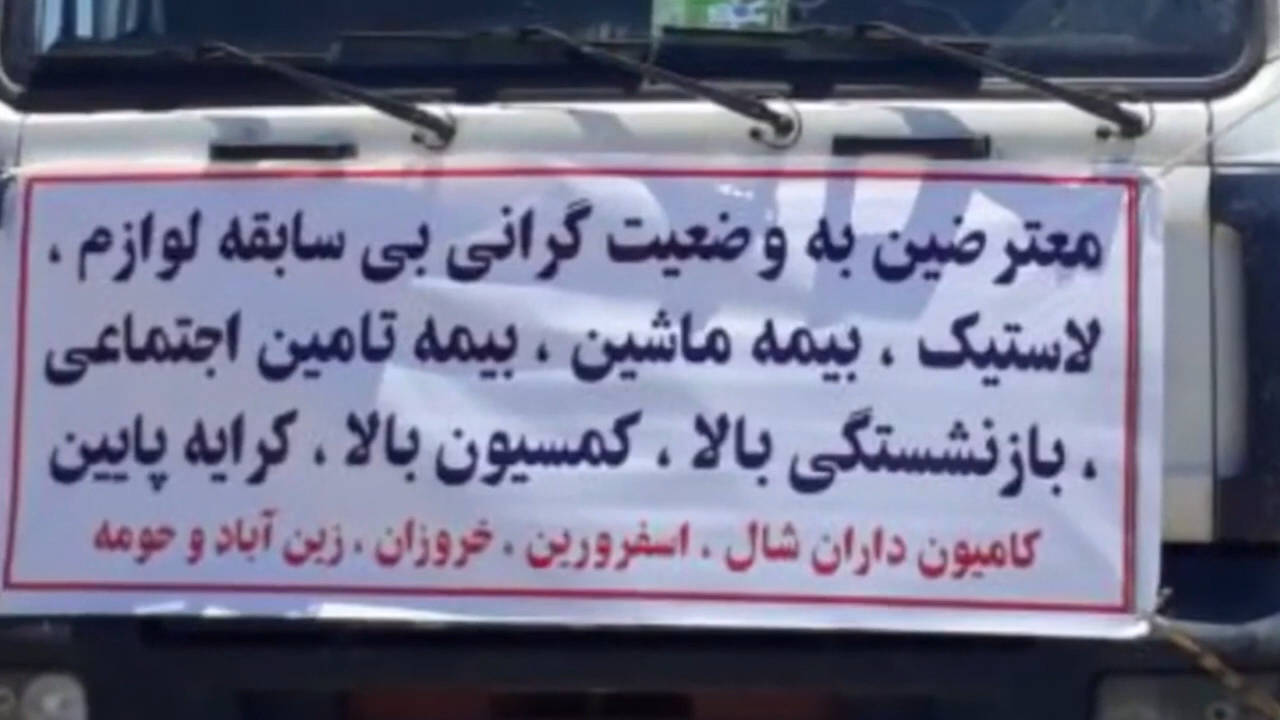 معترضین به وضعیت گرانی بی سابقه لوازم ،
لاستیک ، بیمه ماشین ، بیمه تامین اجتماعی
، بازنشستگی بالا ، کمسیون بالا ، کرایه پایین
کامیون داران شال ، اسفرورین ، خروزان ، زین آباد و حومه